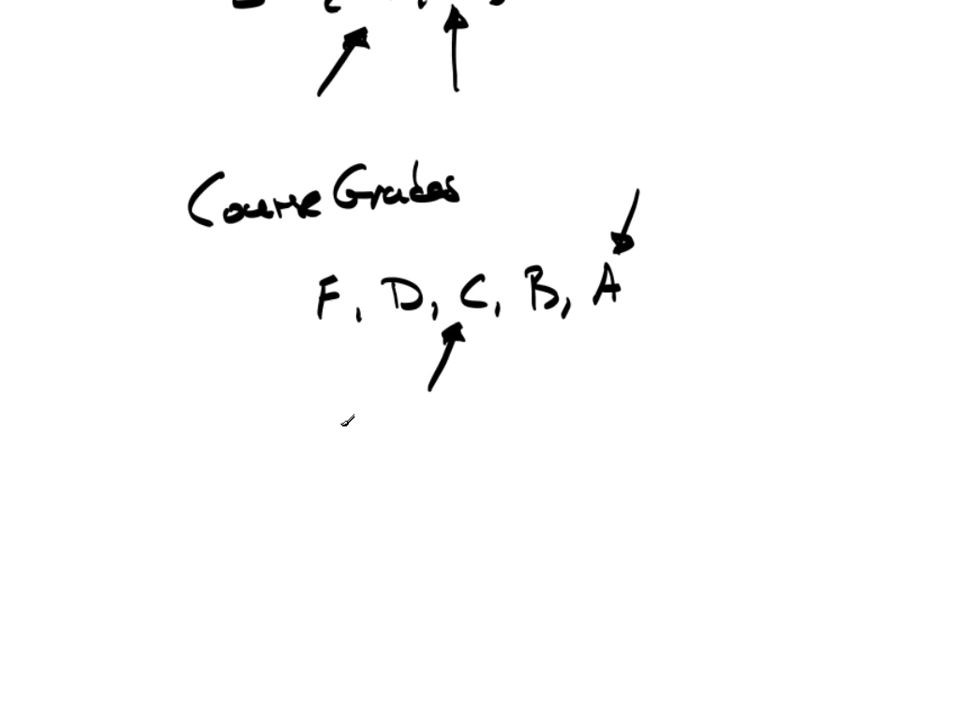 Course Grades
F, D, C, B, A